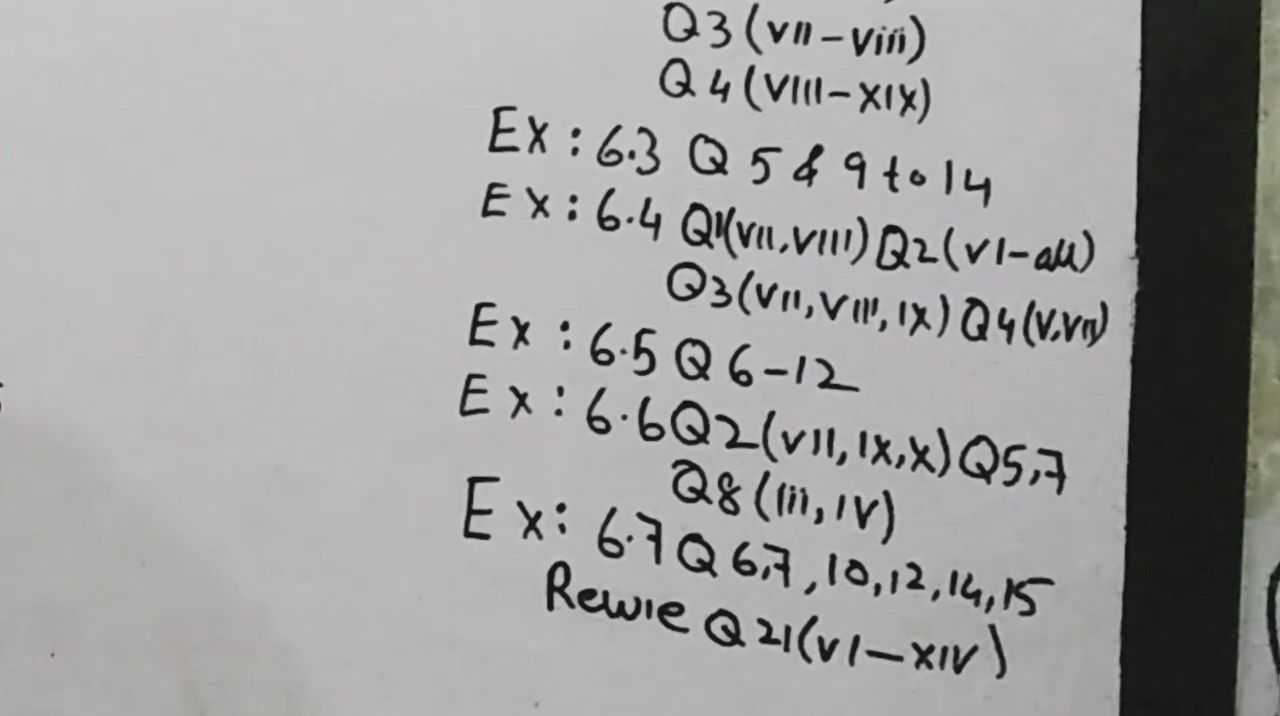 Q3(VII-Viii)
Q4(VIII-XIX)
Ex: 6.3 Q 5 & 9 to 14
Ex: 6.4 Q1(VII,VIII) Q2(VI-all)
Q3(VII,VIII,IX) Q4(V,VII)
Ex: 6.5 Q 6-12
Ex: 6.6 Q2(VII,IX,X) Q5,7
Q8(iii,IV)
Ex: 6.7 Q 6,7,10,12,14,15
Rewie Q21(VI-XIV)